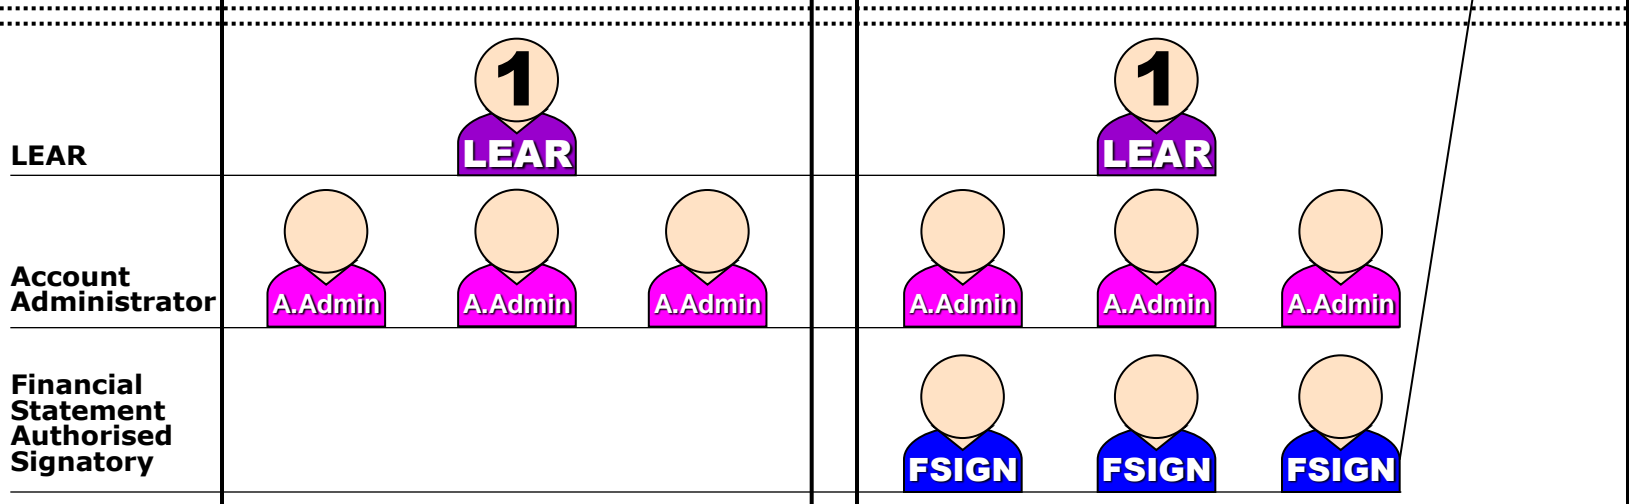 1
1
LEAR
LEAR
LEAR
Account
Administrator
A.Admin
A.Admin
A.Admin
A.Admin
A.Admin
A.Admin
Financial
Statement
Authorised
Signatory
FSIGN
FSIGN
FSIGN